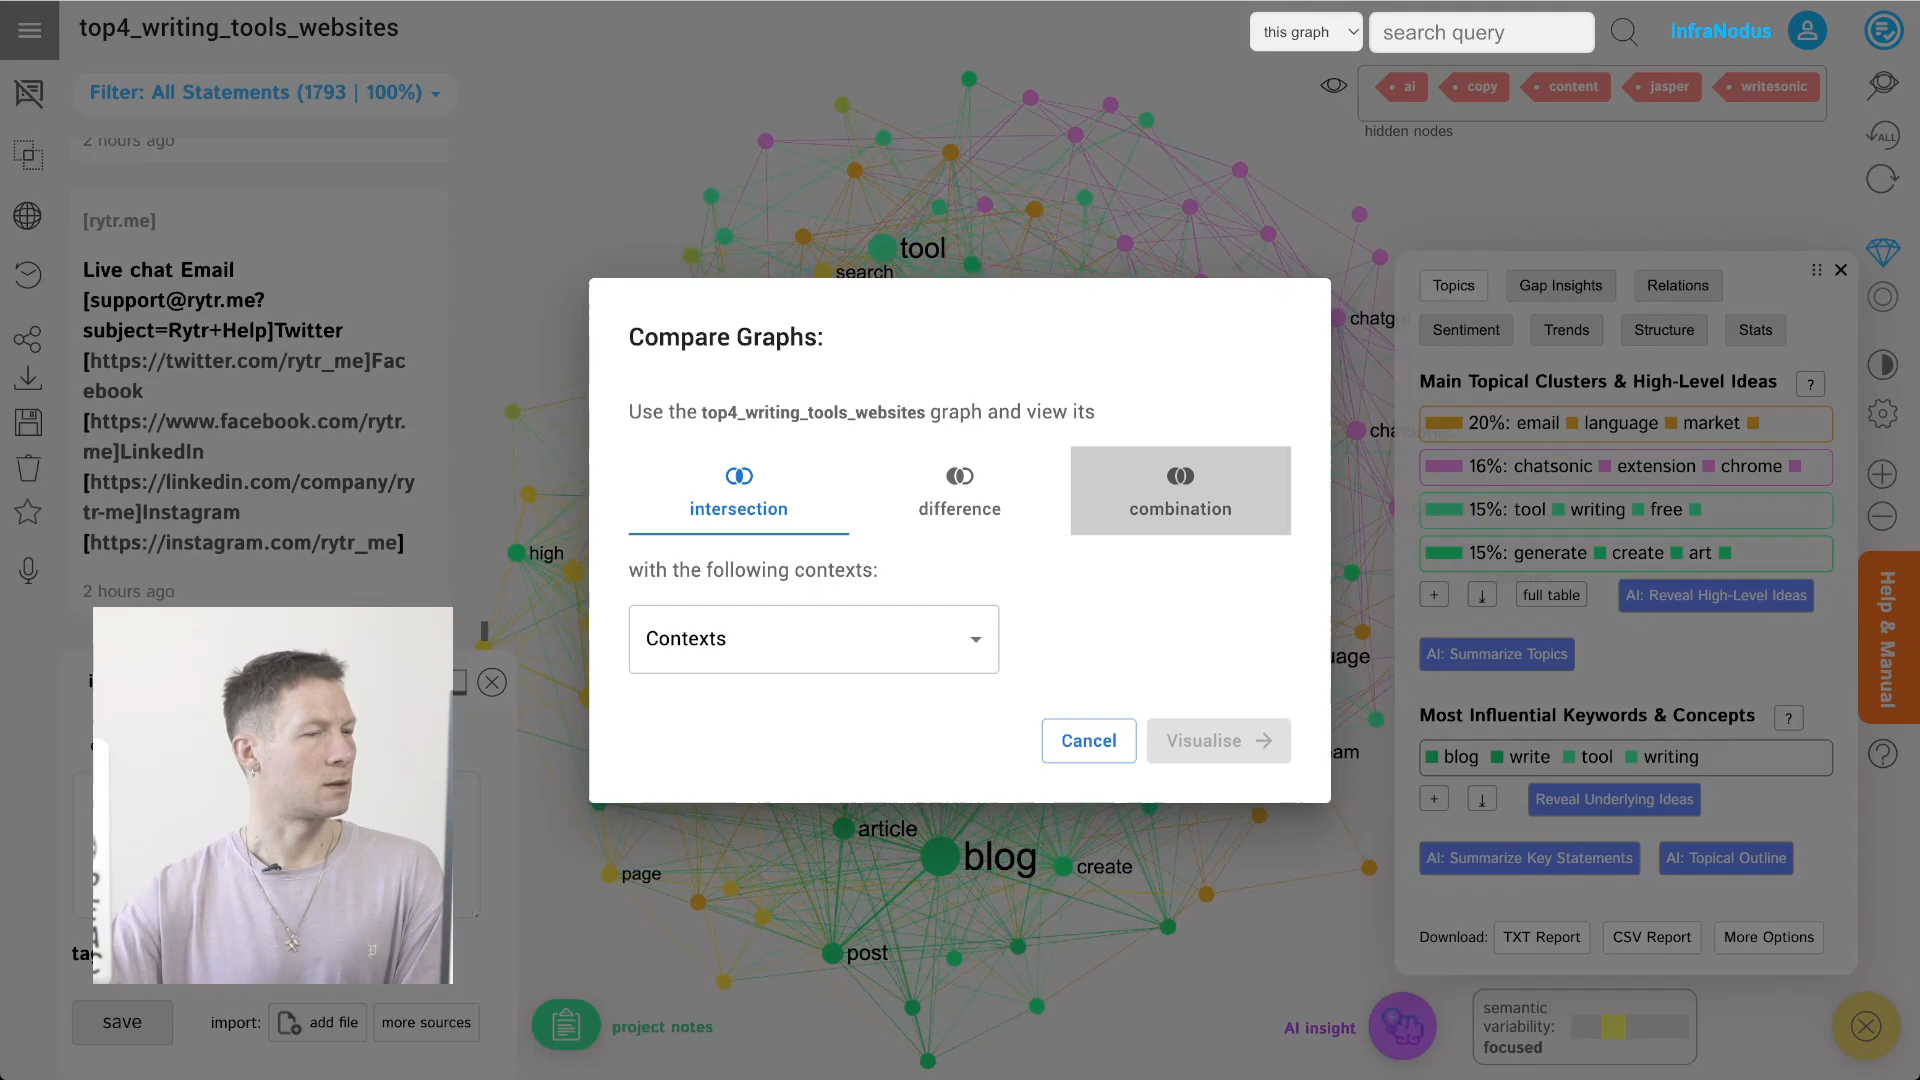 top4_writing_tools_websites
this graph
search query
InfraNodus
Filter: All Statements (1793 | 100%)
ai
copy
content
jasper
writesonic
hidden nodes
ALL
2 hours ago
[rytr.me]
Live chat Email
[support@rytr.me?
subject=Rytr+Help]Twitter
[https://twitter.com/rytr_me]Fac
ebook
[https://www.facebook.com/rytr.
me]LinkedIn
[https://linkedin.com/company/ry
tr-me]Instagram
[https://instagram.com/rytr_me]
2 hours ago
tool
search
high
article
blog
create
page
post
Compare Graphs:
Use the top4_writing_tools_websites graph and view its
intersection
difference
combination
with the following contexts:
Contexts
Cancel
Visualise
Topics
Gap Insights
Relations
Sentiment
Trends
Structure
Stats
Main Topical Clusters & High-Level Ideas
?
20%: email language market
16%: chatsonic extension chrome
15%: tool writing free
15%: generate create art
+
full table
AI: Reveal High-Level Ideas
AI: Summarize Topics
Most Influential Keywords & Concepts
?
blog write tool writing
+
Reveal Underlying Ideas
AI: Summarize Key Statements
AI: Topical Outline
Download:
TXT Report
CSV Report
More Options
Help & Manual
save
import:
add file
more sources
project notes
AI insight
semantic
variability:
focused